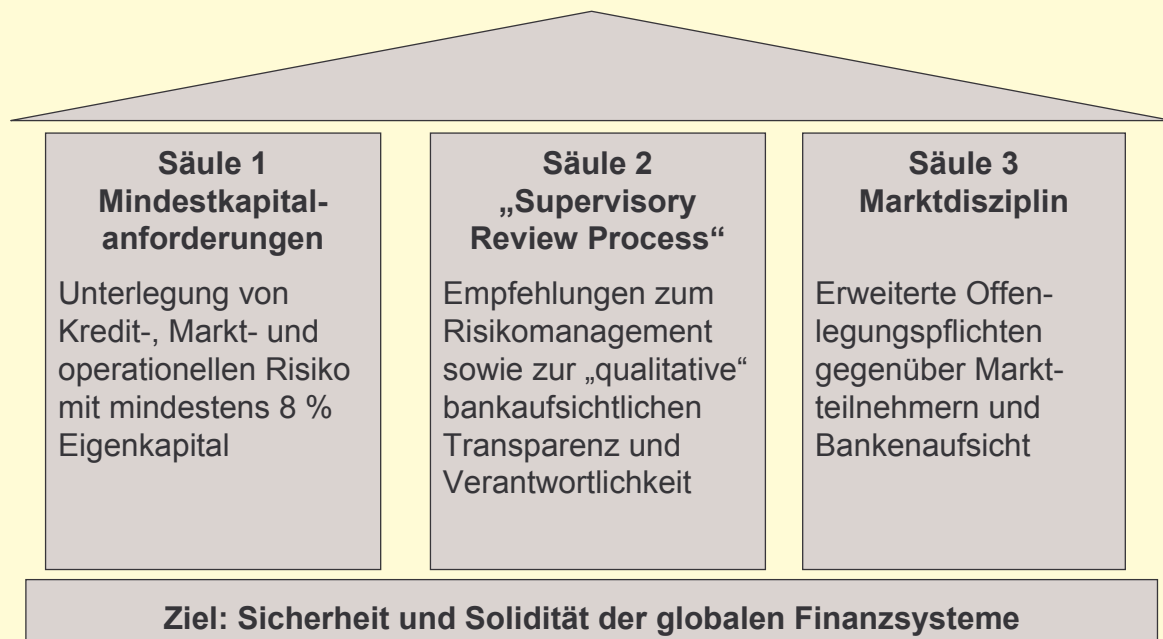 Säule 1
Mindestkapital-
anforderungen
Unterlegung von
Kredit-, Markt- und
operationellen Risiko
mit mindestens 8 %
Eigenkapital
Säule 2
„Supervisory
Review Process“
Empfehlungen zum
Risikomanagement
sowie zur „qualitative“
bankaufsichtlichen
Transparenz und
Verantwortlichkeit
Säule 3
Marktdisziplin
Erweiterte Offen-
legungspflichten
gegenüber Markt-
teilnehmern und
Bankenaufsicht
Ziel: Sicherheit und Solidität der globalen Finanzsysteme